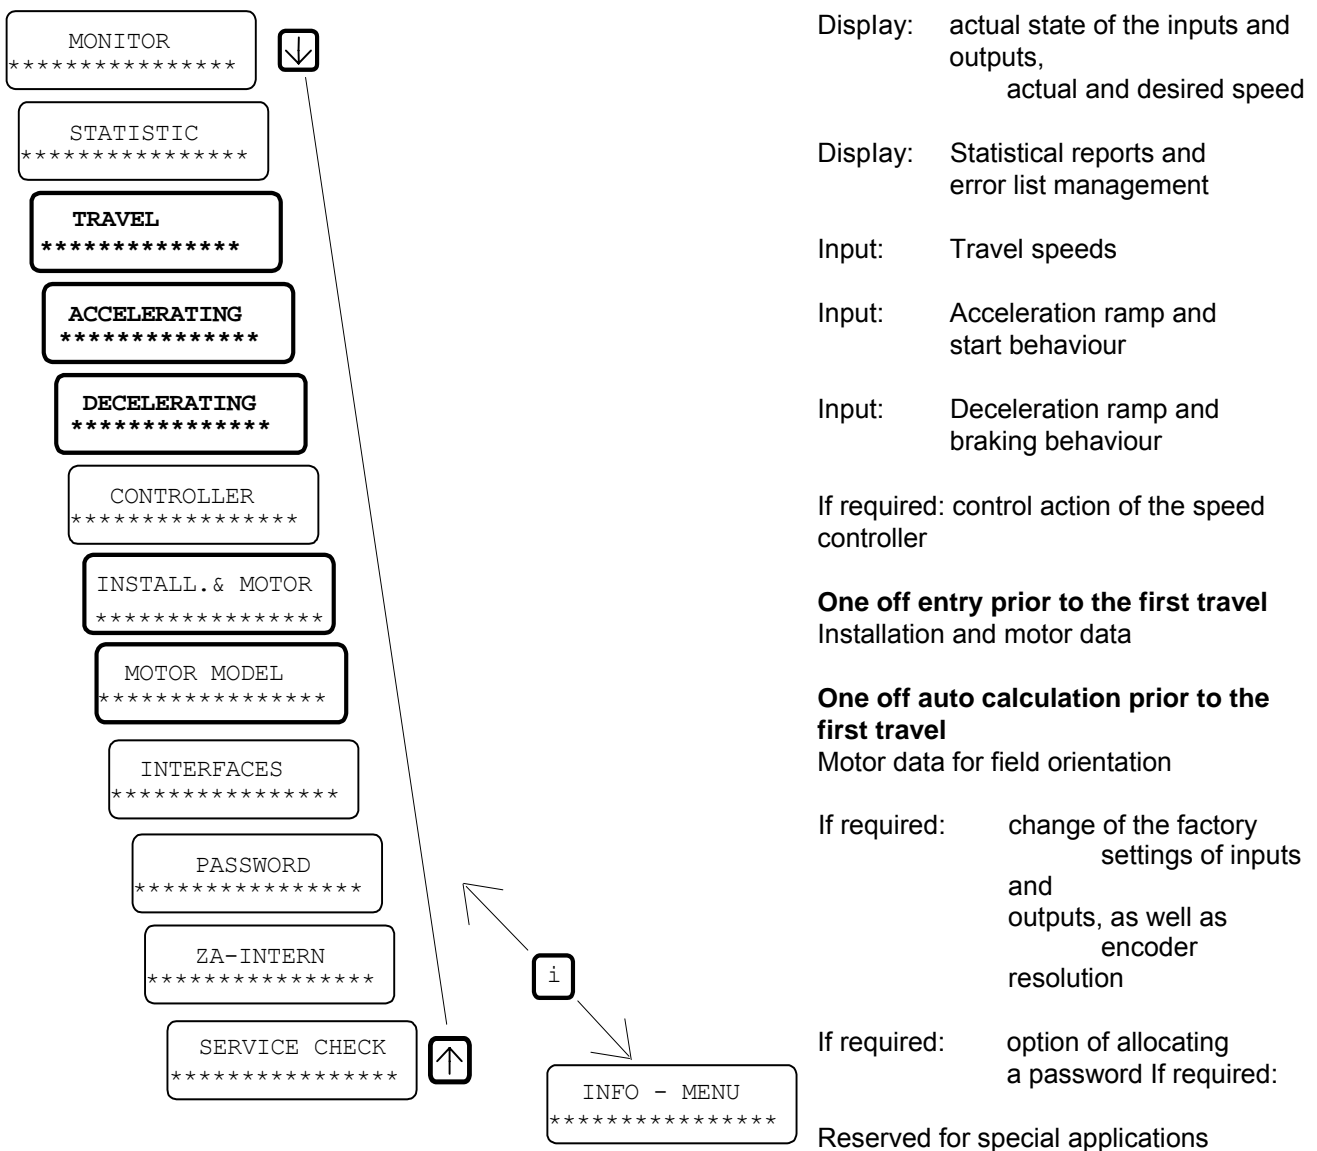 MONITOR
****************
STATISTIC
****************
TRAVEL
**************
ACCELERATING
**************
DECELERATING
**************
CONTROLLER
****************
INSTALL.& MOTOR
****************
MOTOR MODEL
****************
INTERFACES
****************
PASSWORD
****************
ZA-INTERN
****************
SERVICE CHECK
****************
i
INFO - MENU
****************
Display: actual state of the inputs and
outputs,
actual and desired speed
Display: Statistical reports and
error list management
Input: Travel speeds
Input: Acceleration ramp and
start behaviour
Input: Deceleration ramp and
braking behaviour
If required: control action of the speed
controller
One off entry prior to the first travel
Installation and motor data
One off auto calculation prior to the
first travel
Motor data for field orientation
If required: change of the factory
settings of inputs
and
outputs, as well as
encoder
resolution
If required: option of allocating
a password If required:
Reserved for special applications